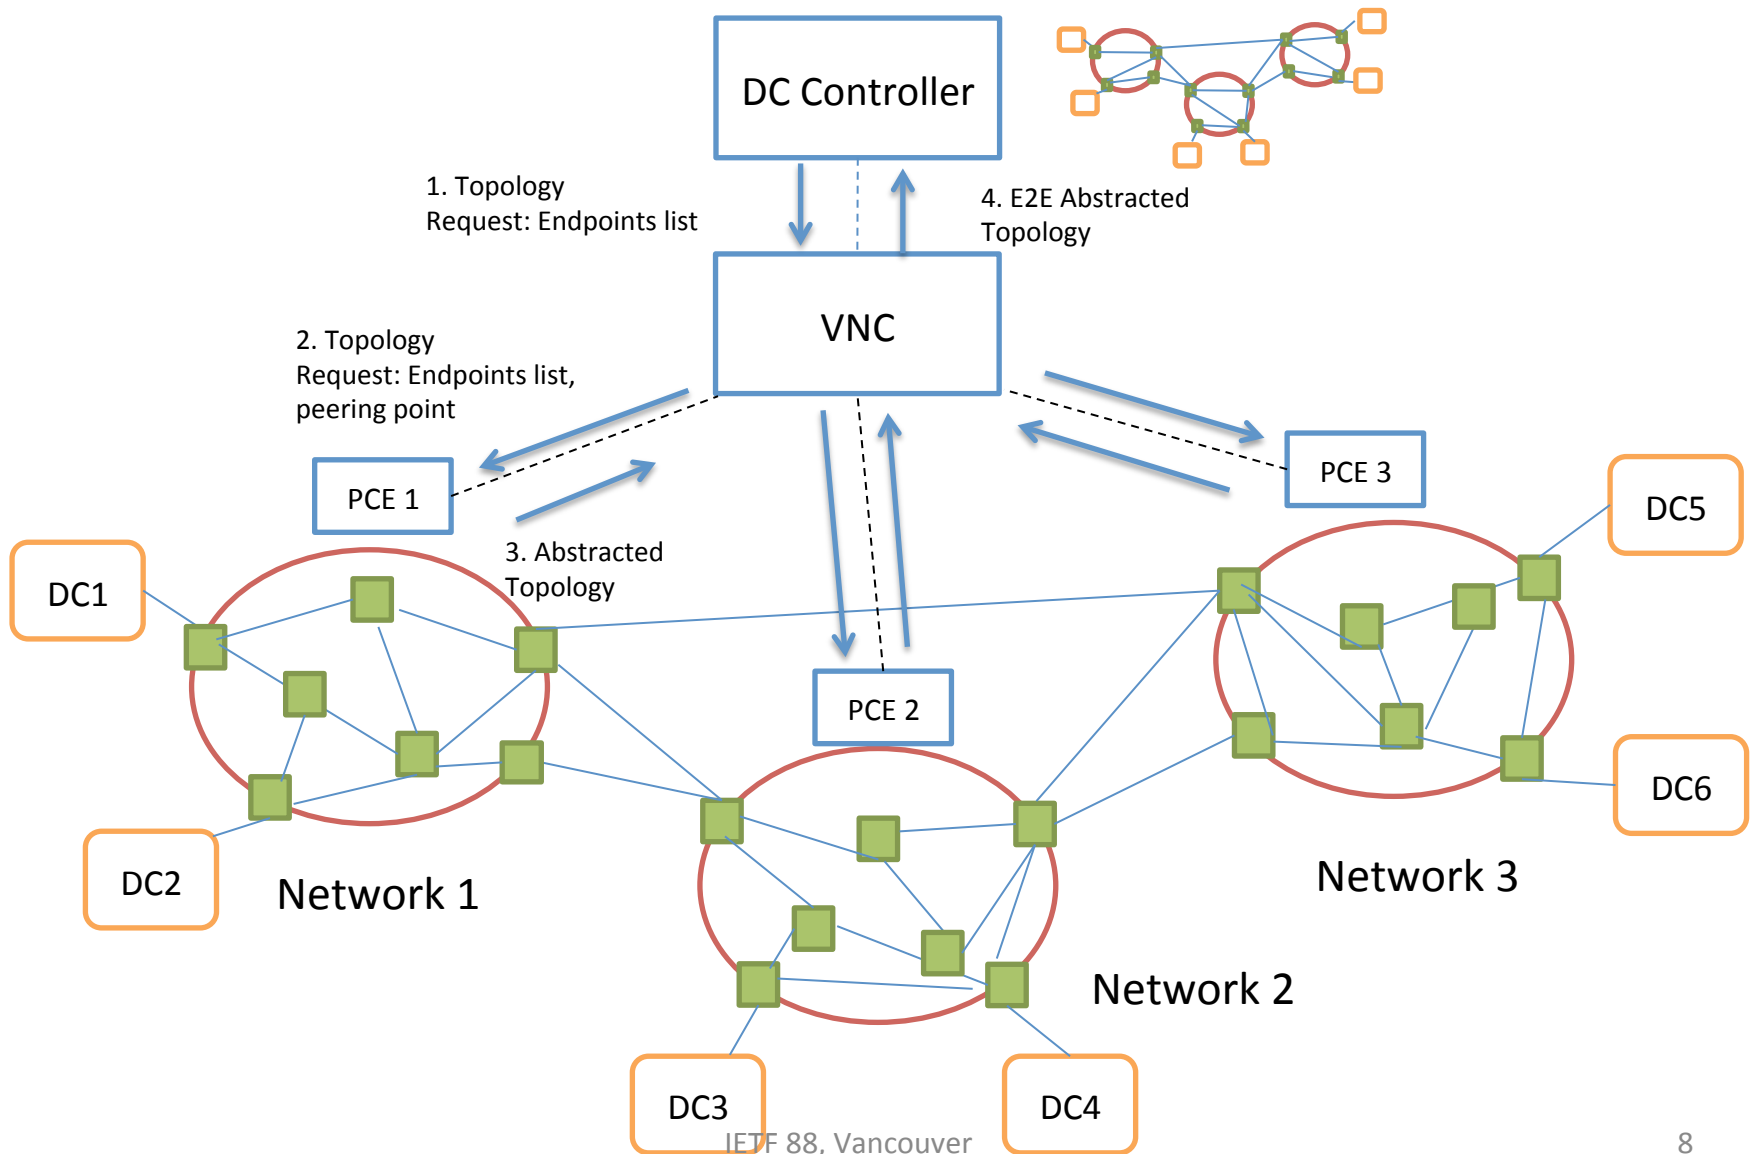 DC Controller
1. Topology
Request: Endpoints list
4. E2E Abstracted
Topology
VNC
2. Topology
Request: Endpoints list,
peering point
PCE 1
PCE 3
3. Abstracted
Topology
DC5
DC1
PCE 2
DC6
DC2
Network 1
Network 3
Network 2
DC3
DC4
IETF 88, Vancouver
8